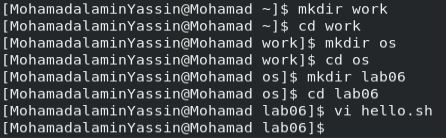 [MohamadalaminYassin@Mohamad ~]$ mkdir work
[MohamadalaminYassin@Mohamad ~]$ cd work
[MohamadalaminYassin@Mohamad work]$ mkdir os
[MohamadalaminYassin@Mohamad work]$ cd os
[MohamadalaminYassin@Mohamad os]$ mkdir lab06
[MohamadalaminYassin@Mohamad os]$ cd lab06
[MohamadalaminYassin@Mohamad lab06]$ vi hello.sh
[MohamadalaminYassin@Mohamad lab06]$